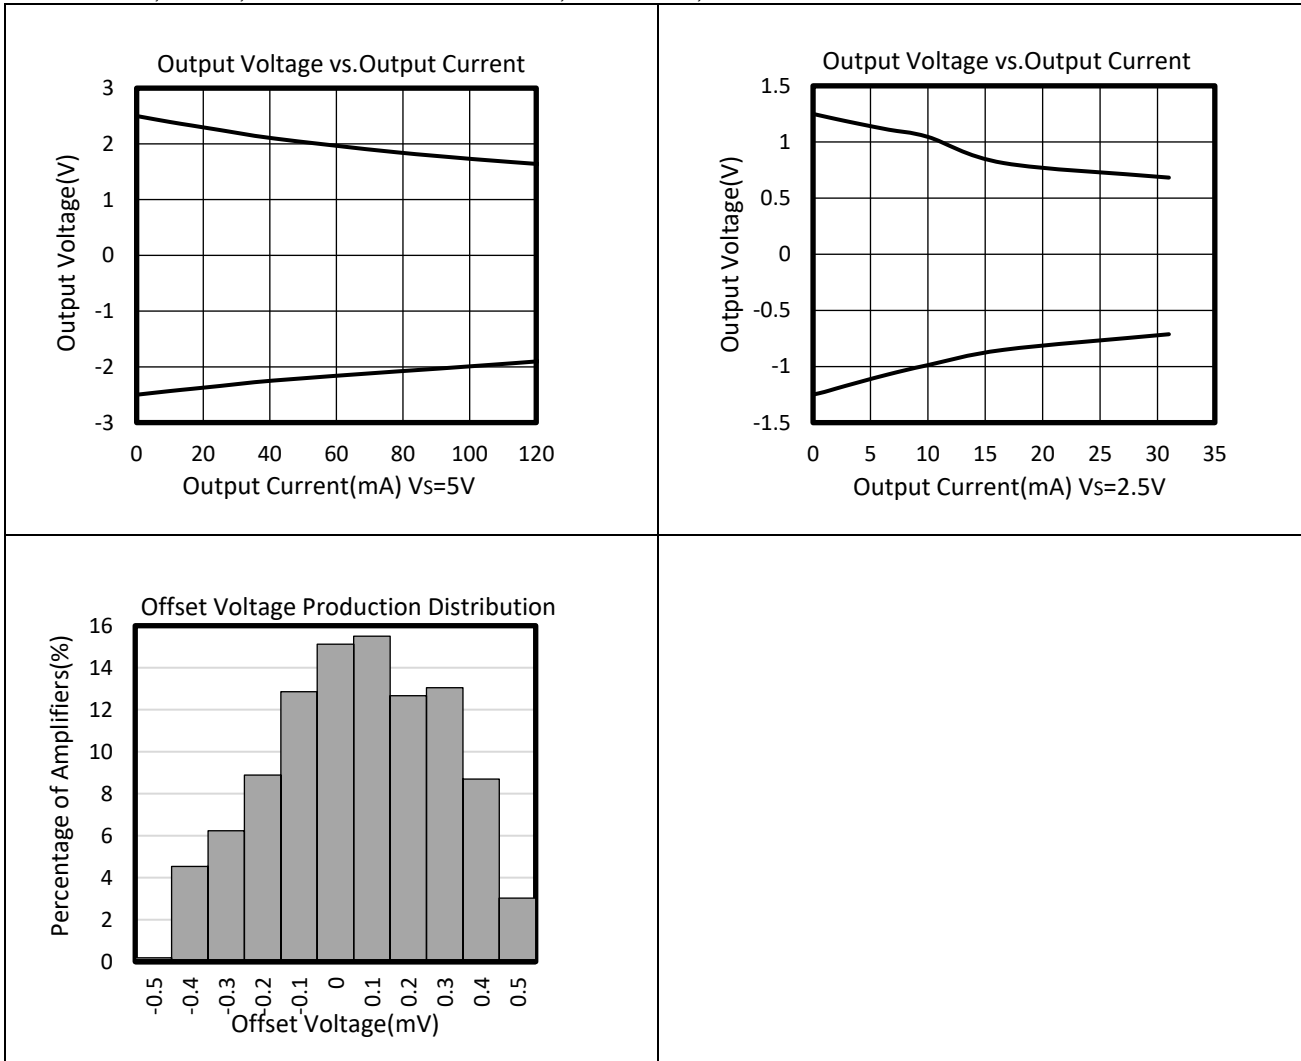 Output Voltage vs.Output Current
3
2
1
0
-1
-2
-3
Output Voltage(V)
0 20 40 60 80 100 120
Output Current(mA) VS=5V
Output Voltage vs.Output Current
1.5
1
0.5
0
-0.5
-1
-1.5
Output Voltage(V)
0 5 10 15 20 25 30 35
Output Current(mA) VS=2.5V
Offset Voltage Production Distribution
16
14
12
10
8
6
4
2
0
Percentage of Amplifiers(%)
-0.5 -0.4 -0.3 -0.2 -0.1 0 0.1 0.2 0.3 0.4 0.5
Offset Voltage(mV)